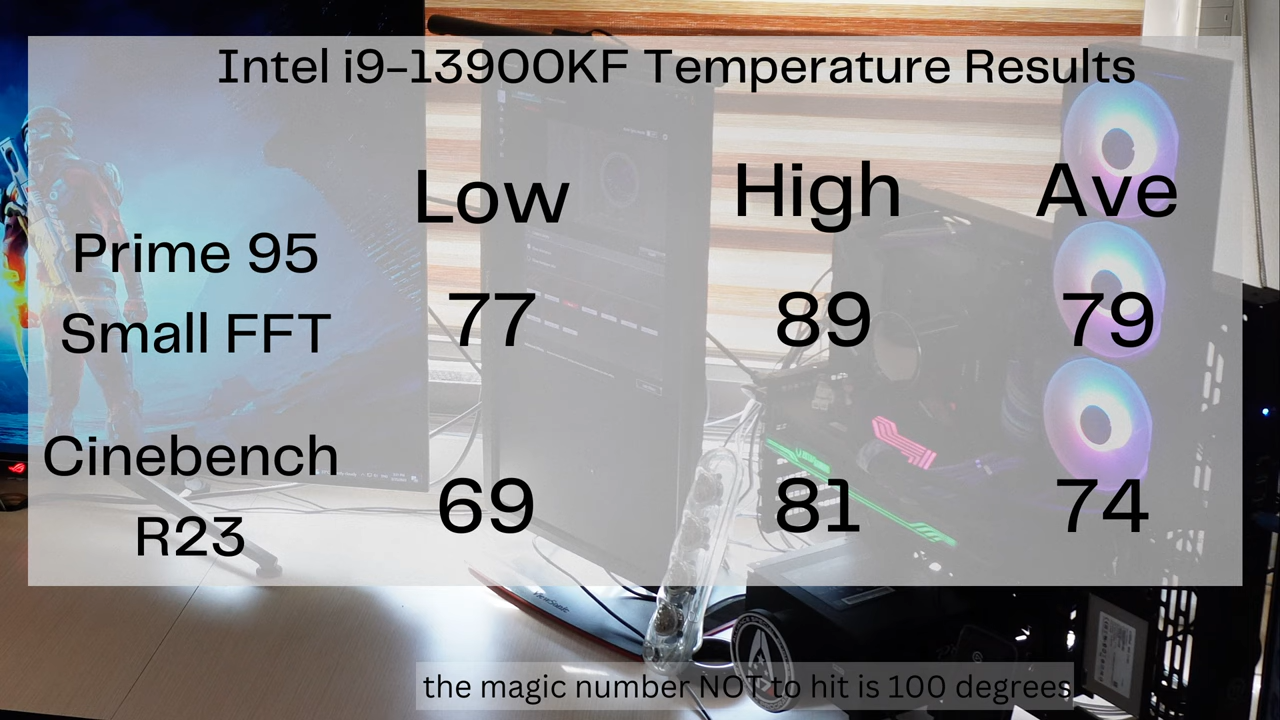 Intel i9-13900KF Temperature Results
Low High Ave
Prime 95
Small FFT
77 89 79
Cinebench
R23
69 81 74
ViewSonic
the magic number NOT to hit is 100 degrees